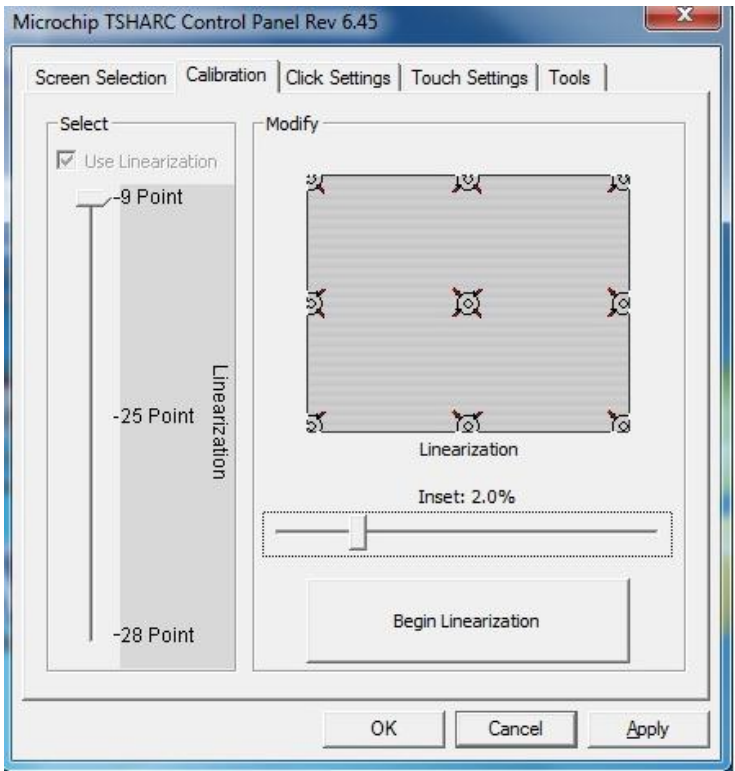 Microchip TSHARC Control Panel Rev 6.45
Screen Selection Calibration Click Settings Touch Settings Tools
Select
Use Linearization
-9 Point
-25 Point
-28 Point
Linearization
Modify
Linearization
Inset: 2.0%
Begin Linearization
OK Cancel Apply